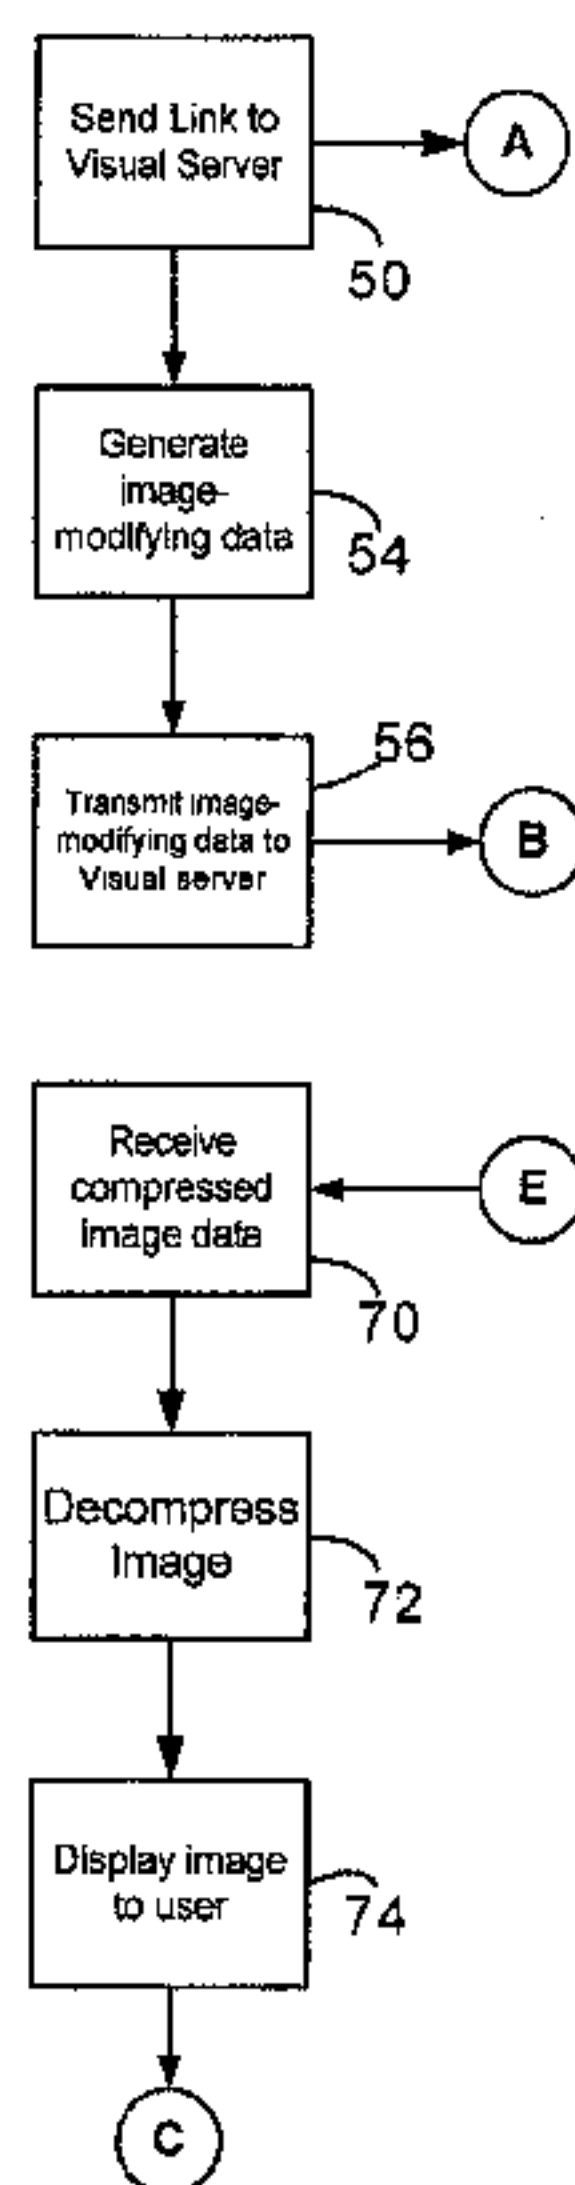 Send Link to
Visual Server
A
50
Generate
image-
modifying data
54
56
Transmit image-
modifying data to
Visual server
B
Receive
compressed
image data
E
70
Decompress
Image
72
Display image
to user
74
C